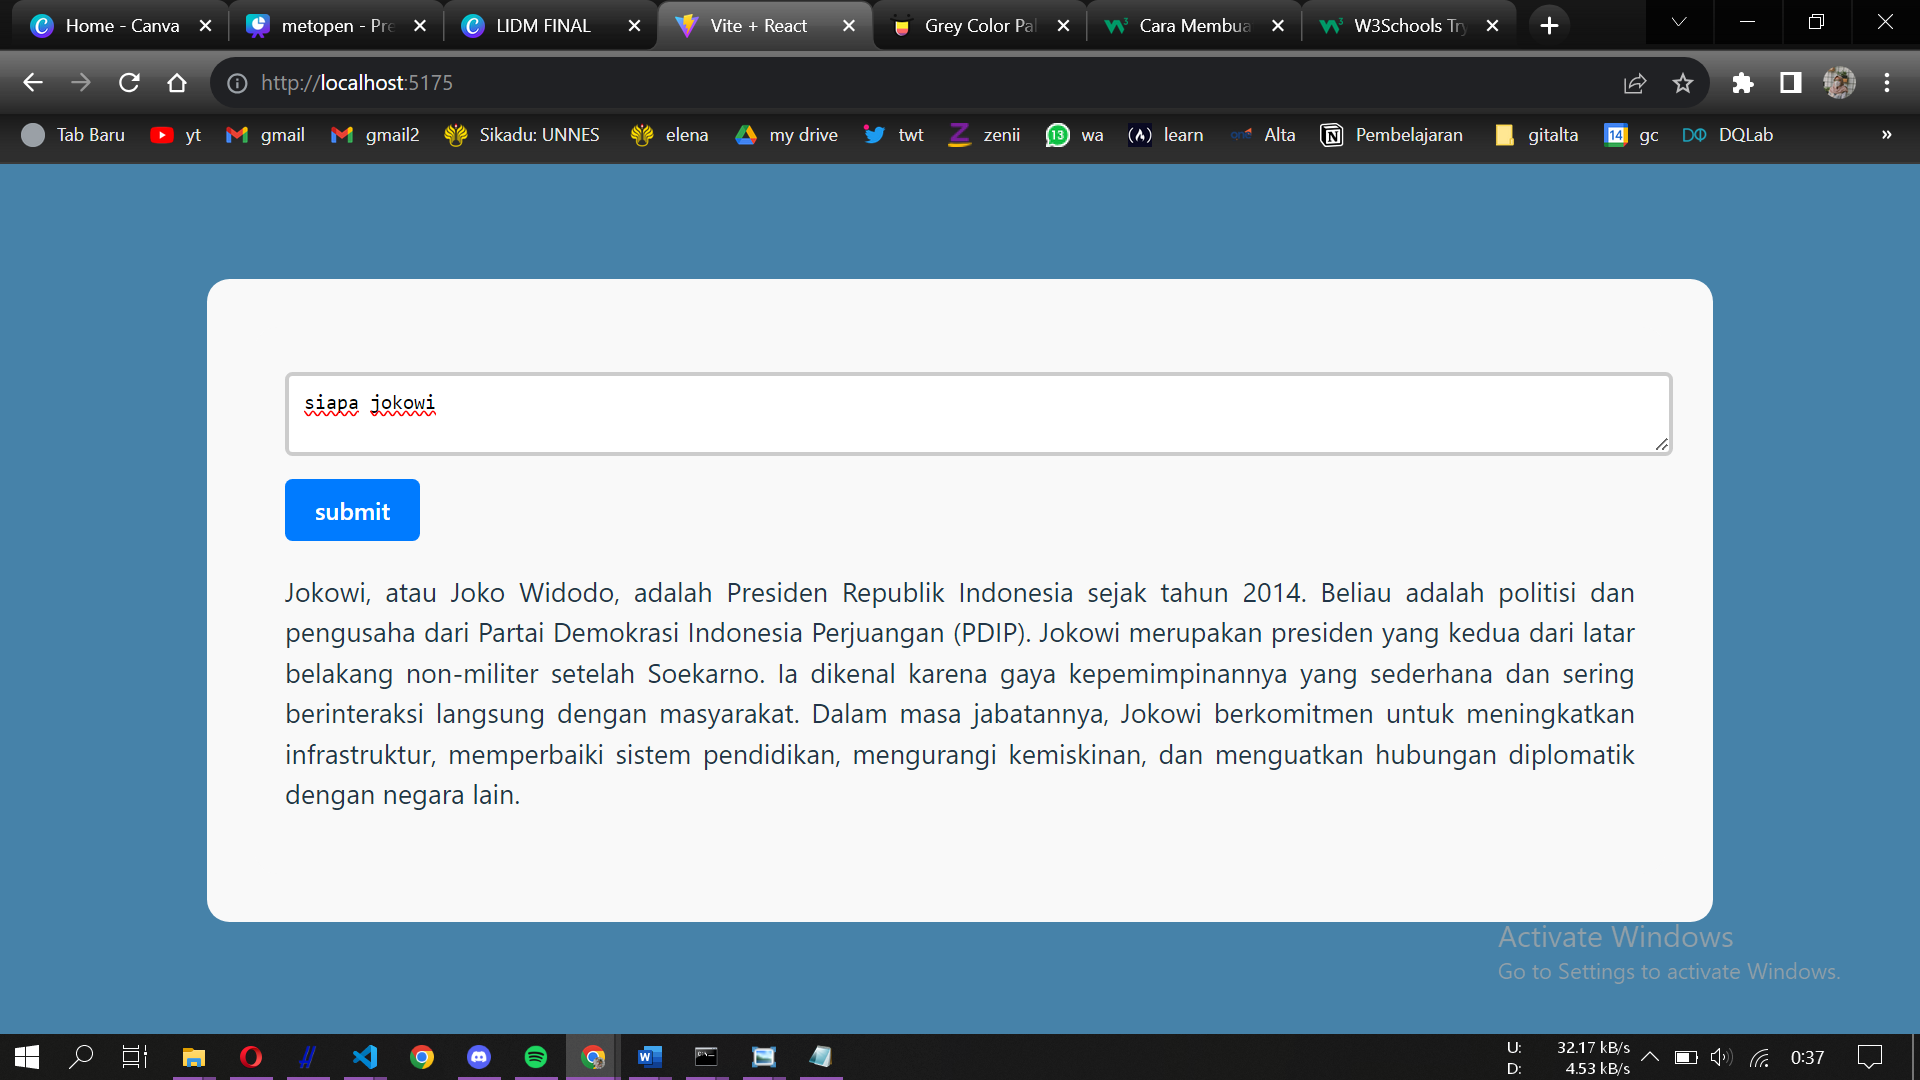 Home - Canva
metopen - Pre
LIDM FINAL
Vite + React
Grey Color Pal
Cara Membua
W3Schools Try
http://localhost:5175
Tab Baru
yt
gmail
gmail2
Sikadu: UNNES
elena
my drive
twt
zenii
13
wa
learn
Alta
Pembelajaran
gitalta
14
gc
DQLab
»
siapa jokowi
submit
Jokowi, atau Joko Widodo, adalah Presiden Republik Indonesia sejak tahun 2014. Beliau adalah politisi dan
pengusaha dari Partai Demokrasi Indonesia Perjuangan (PDIP). Jokowi merupakan presiden yang kedua dari latar
belakang non-militer setelah Soekarno. Ia dikenal karena gaya kepemimpinannya yang sederhana dan sering
berinteraksi langsung dengan masyarakat. Dalam masa jabatannya, Jokowi berkomitmen untuk meningkatkan
infrastruktur, memperbaiki sistem pendidikan, mengurangi kemiskinan, dan menguatkan hubungan diplomatik
dengan negara lain.
Activate Windows
Go to Settings to activate Windows.
U: 32.17 kB/s
D: 4.53 kB/s
0:37